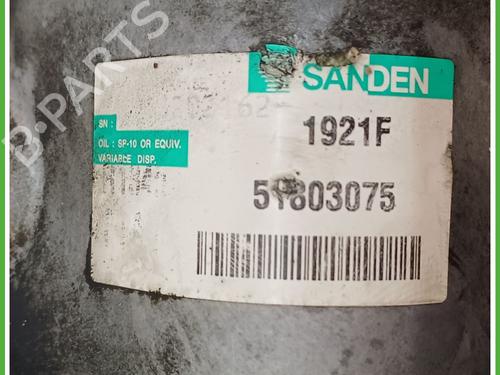 B-PARTS
SANDEN
SN :
OIL : SP-10 OR EQUIV.
VARIABLE DISP.
1921F
51803075